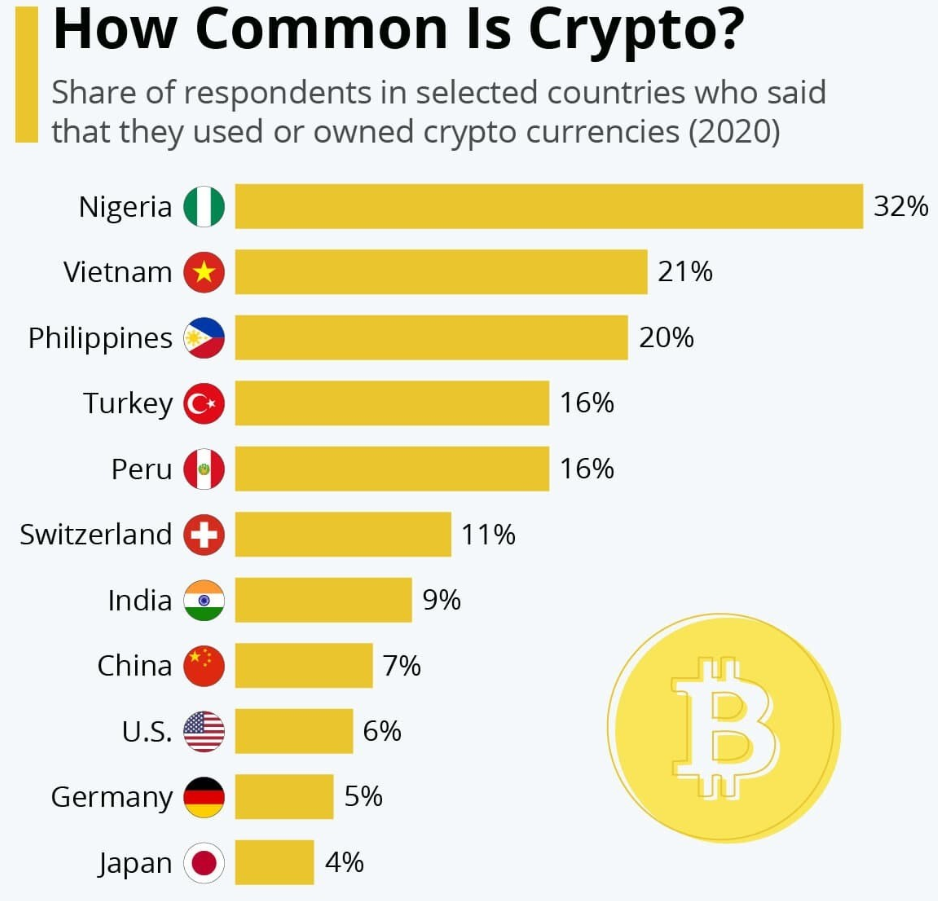 How Common Is Crypto?
Share of respondents in selected countries who said
that they used or owned crypto currencies (2020)
Nigeria 32%
Vietnam 21%
Philippines 20%
Turkey 16%
Peru 16%
Switzerland 11%
India 9%
China 7%
U.S. 6%
Germany 5%
Japan 4%